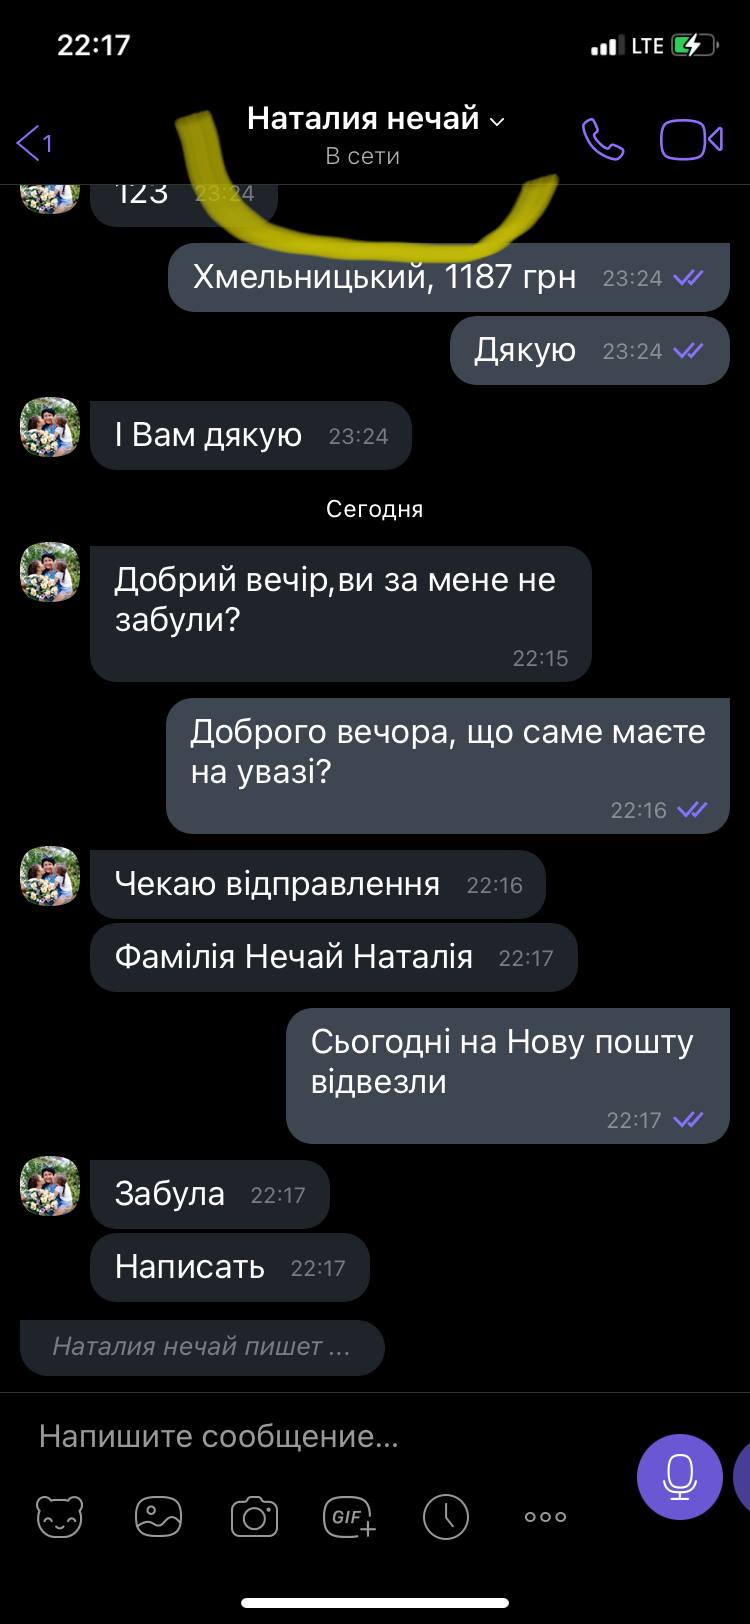 22:17
LTE
1
Наталия нечай
В сети
123 23:24
Хмельницький, 1187 грн 23:24
Дякую 23:24
І Вам дякую 23:24
Сегодня
Добрий вечір,ви за мене не
забули?
22:15
Доброго вечора, що саме маєте
на увазі?
22:16
Чекаю відправлення 22:16
Фамілія Нечай Наталія 22:17
Сьогодні на Нову пошту
відвезли
22:17
Забула 22:17
Написать 22:17
Наталия нечай пишет ...
Напишите сообщение...
GIF